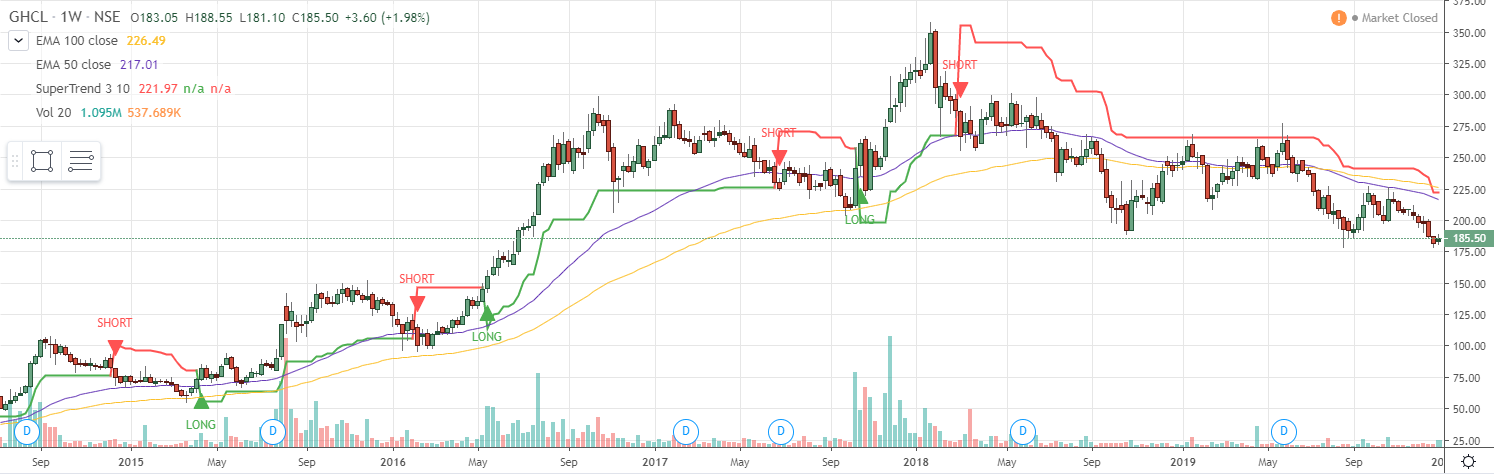 GHCL · 1W · NSE O183.05 H188.55 L181.10 C185.50 +3.60 (+1.98%)
Market Closed
EMA 100 close 226.49
EMA 50 close 217.01
SuperTrend 3 10 221.97 n/a n/a
Vol 20 1.095M 537.689K
375.00
350.00
325.00
300.00
275.00
250.00
225.00
200.00
185.50
175.00
150.00
125.00
100.00
75.00
50.00
25.00
SHORT
SHORT
LONG
SHORT
LONG
SHORT
LONG
D D D D D D
Sep 2015 May Sep 2016 May Sep 2017 May Sep 2018 May Sep 2019 May Sep 20